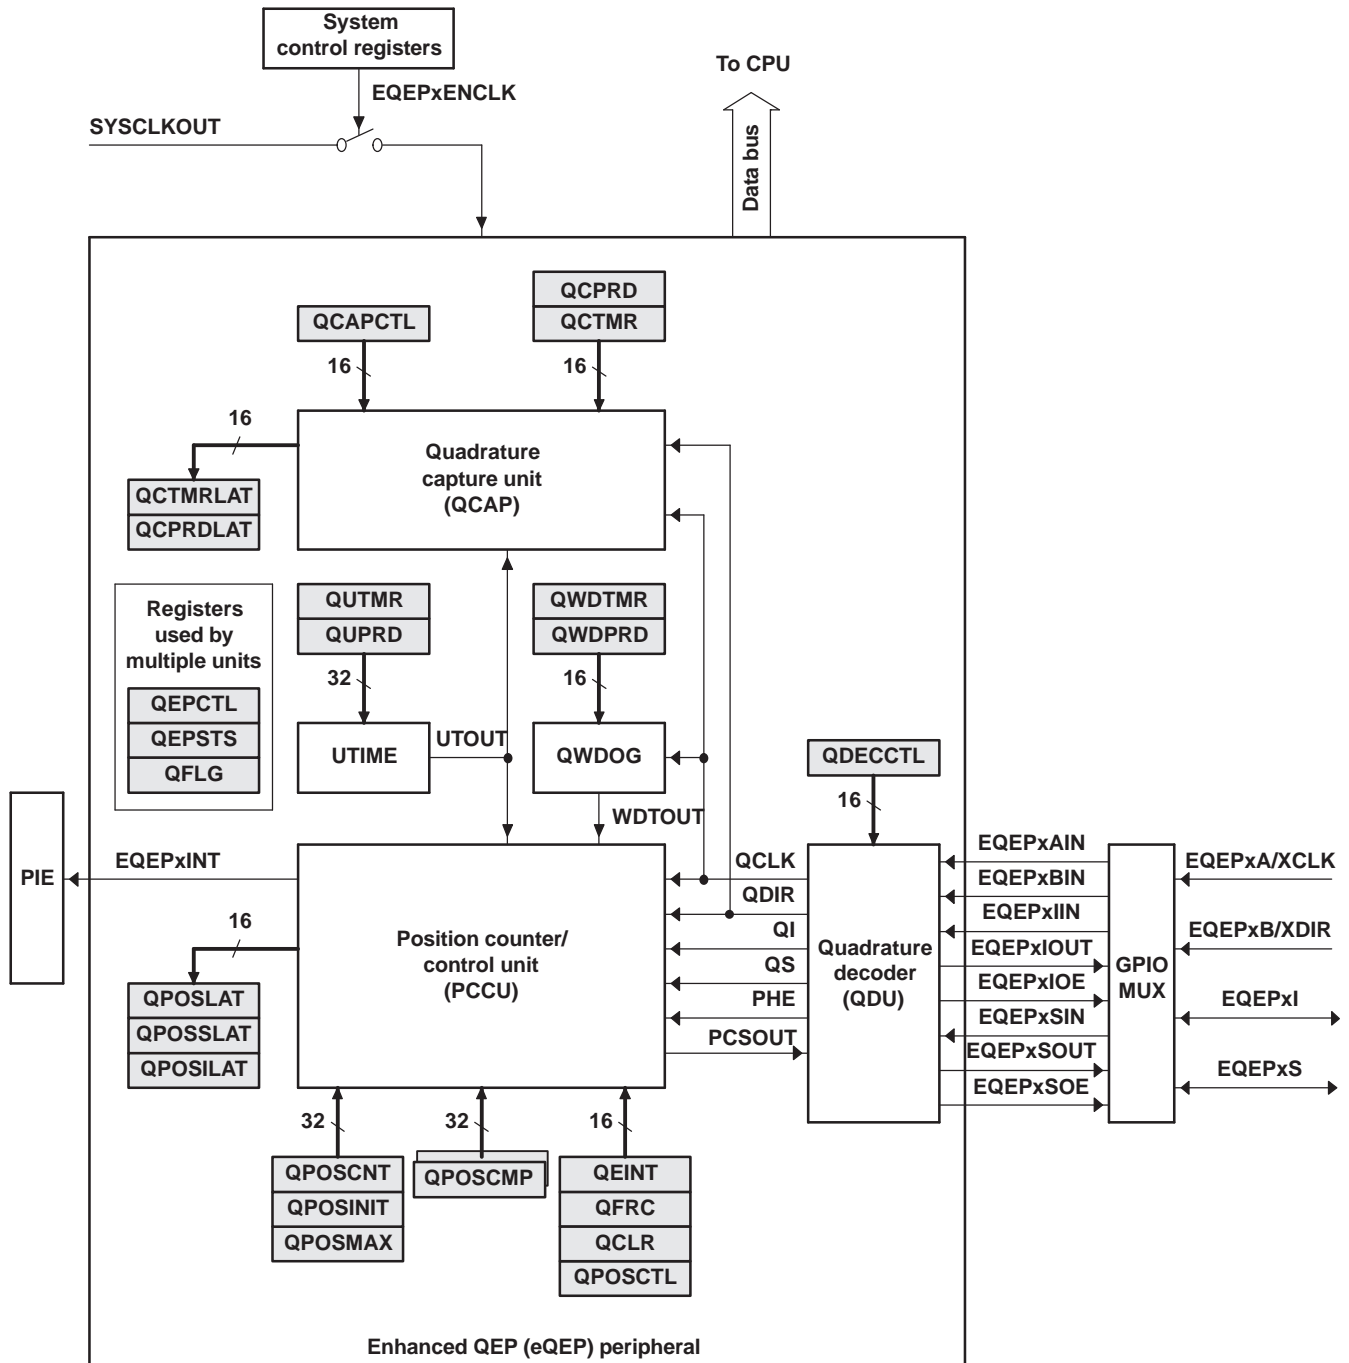 System
control registers
To CPU
EQEPxENCLK
SYSCLKOUT
Data bus
QCPRD
QCAPCTL
QCTMR
16
16
16
Quadrature
capture unit
(QCAP)
QCTMRLAT
QCPRDLAT
Registers
used by
multiple units
QEPCTL
QEPSTS
QFLG
QUTMR
QUPRD
32
UTIME
UTOUT
QWDTMR
QWDPRD
16
QWDOG
WDTOUT
QDECCTL
16
PIE
EQEPxINT
16
QPOSLAT
QPOSSLAT
QPOSILAT
Position counter/
control unit
(PCCU)
QCLK
QDIR
QI
QS
PHE
PCSOUT
Quadrature
decoder
(QDU)
EQEPxAIN
EQEPxBIN
EQEPxIIN
EQEPxIOUT
EQEPxIOE
EQEPxSIN
EQEPxSOUT
EQEPxSOE
GPIO
MUX
EQEPxA/XCLK
EQEPxB/XDIR
EQEPxI
EQEPxS
32
32
16
QPOSCNT
QPOSINIT
QPOSMAX
QPOSCMP
QEINT
QFRC
QCLR
QPOSCTL
Enhanced QEP (eQEP) peripheral